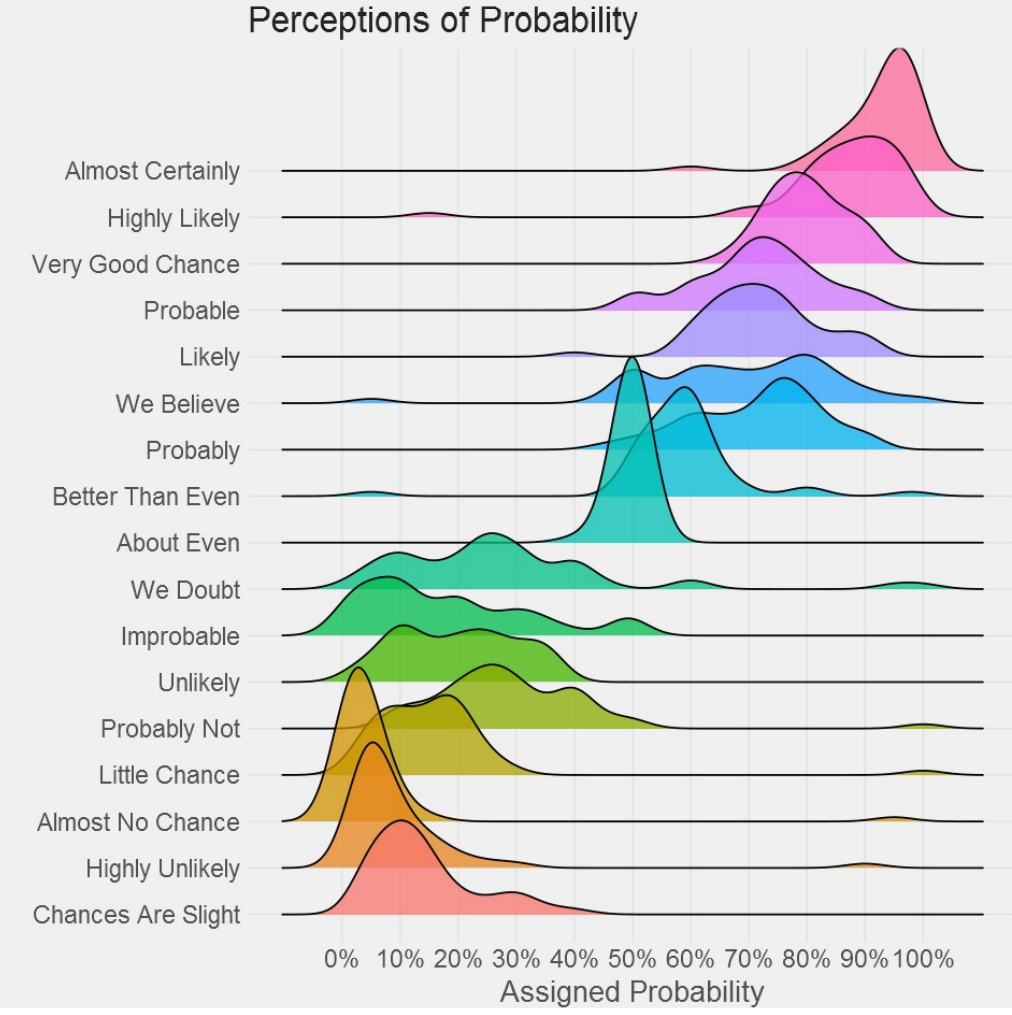 Perceptions of Probability
Almost Certainly
Highly Likely
Very Good Chance
Probable
Likely
We Believe
Probably
Better Than Even
About Even
We Doubt
Improbable
Unlikely
Probably Not
Little Chance
Almost No Chance
Highly Unlikely
Chances Are Slight
0% 10% 20% 30% 40% 50% 60% 70% 80% 90% 100%
Assigned Probability